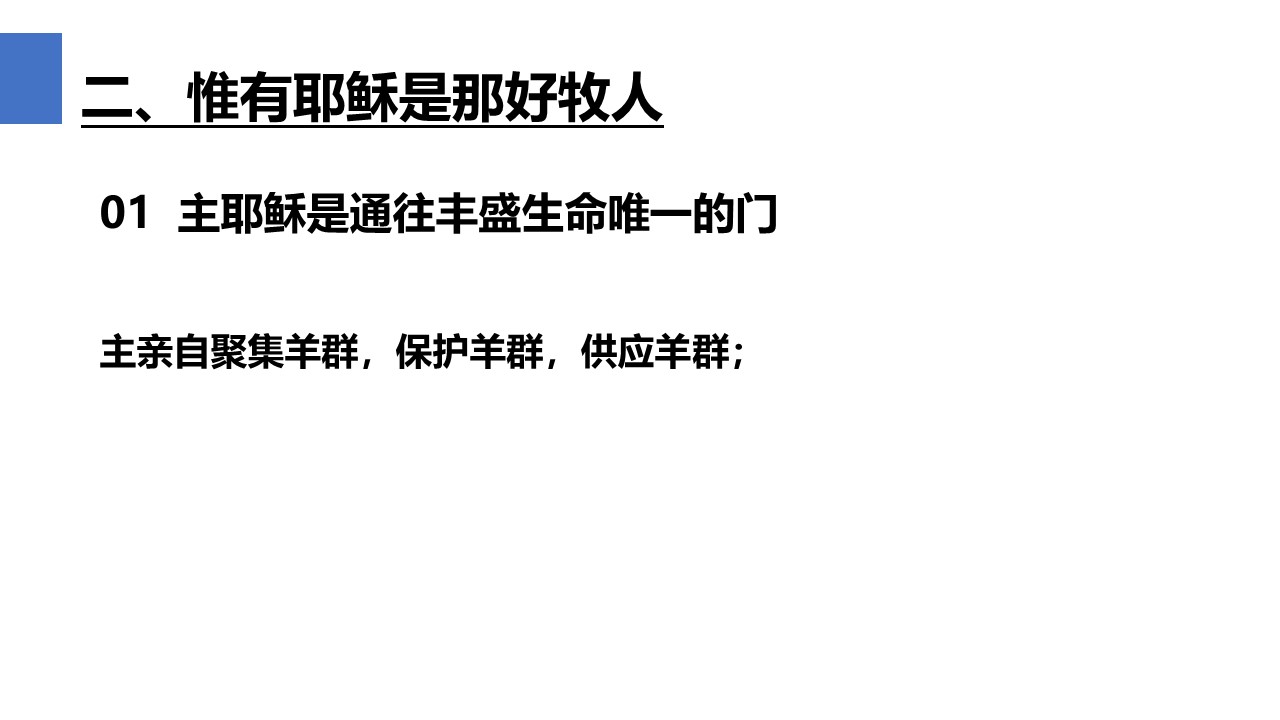 二、惟有耶稣是那好牧人
01 主耶稣是通往丰盛生命唯一的门
主亲自聚集羊群，保护羊群，供应羊群；